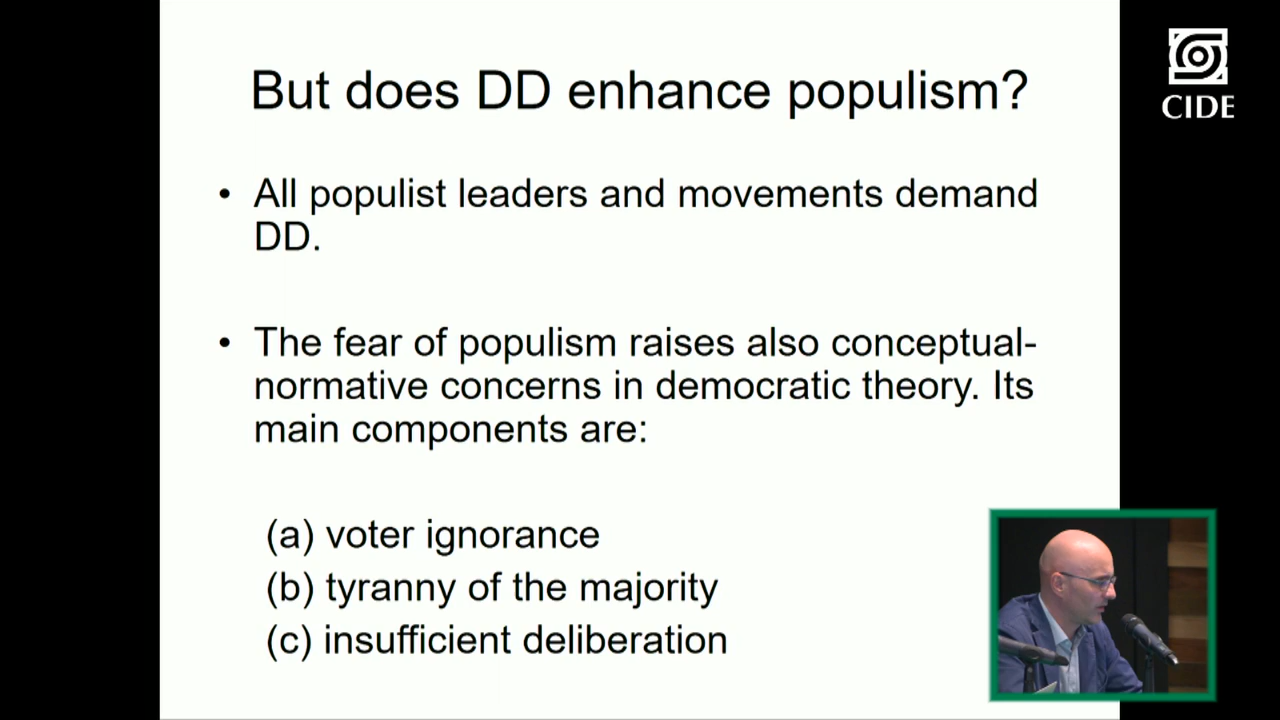 But does DD enhance populism?
• All populist leaders and movements demand
DD.
• The fear of populism raises also conceptual-
normative concerns in democratic theory. Its
main components are:
(a) voter ignorance
(b) tyranny of the majority
(c) insufficient deliberation
CIDE